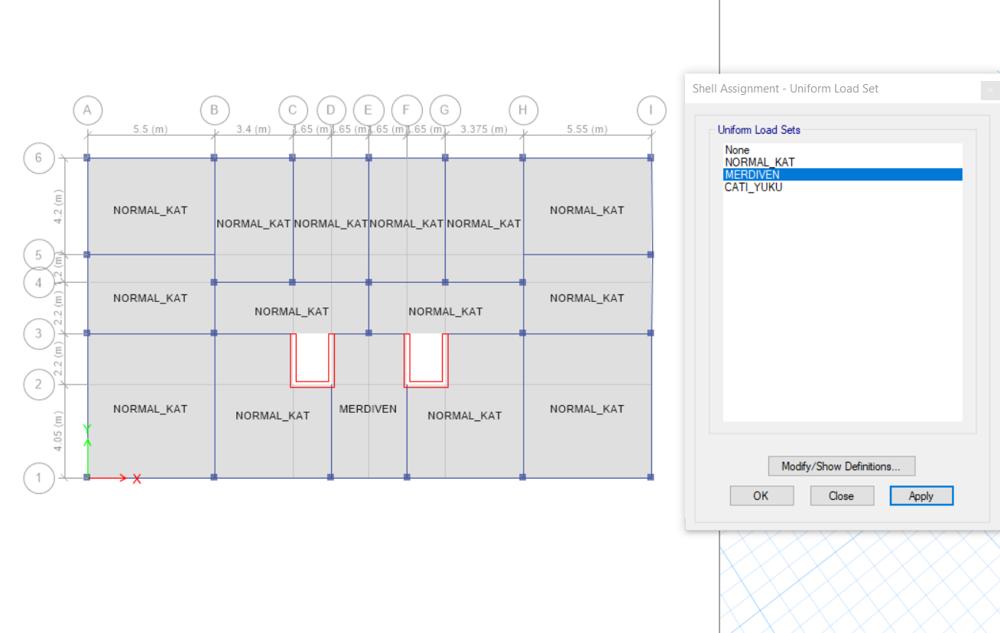 Shell Assignment - Uniform Load Set
A B C D E F G H I
5.5 (m) 3.4 (m) 1.65 (m) 1.65 (m) 1.65 (m) 1.65 (m) 3.375 (m) 5.55 (m)
Uniform Load Sets
None
NORMAL_KAT
MERDIVEN
CATI_YUKU
6
4.2 (m)
NORMAL_KAT NORMAL_KAT
NORMAL_KAT NORMAL_KAT NORMAL_KAT NORMAL_KAT
5
4
2.2 (m)
NORMAL_KAT NORMAL_KAT
NORMAL_KAT NORMAL_KAT
3
2.2 (m)
2
4.05 (m)
NORMAL_KAT MERDIVEN NORMAL_KAT
NORMAL_KAT NORMAL_KAT
Y
1
X
Modify/Show Definitions...
OK Close Apply